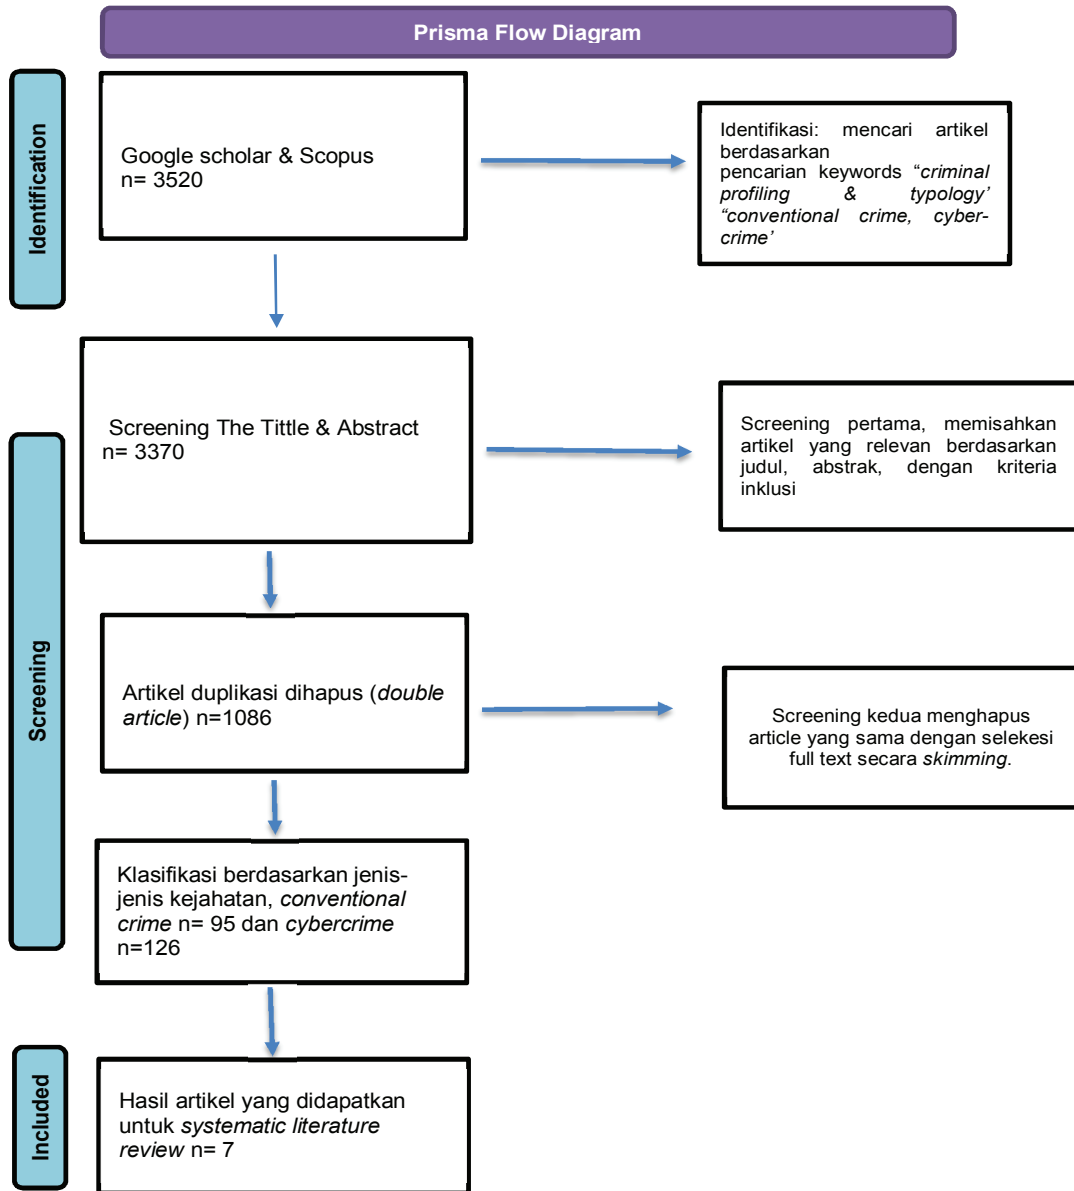 Prisma Flow Diagram
Identification
Google scholar & Scopus
n= 3520
Identifikasi: mencari artikel
berdasarkan
pencarian keywords “criminal
profiling & typology’
“conventional crime, cyber-
crime’
Screening
Screening The Tittle & Abstract
n= 3370
Screening pertama, memisahkan
artikel yang relevan berdasarkan
judul, abstrak, dengan kriteria
inklusi
Artikel duplikasi dihapus (double
article) n=1086
Screening kedua menghapus
article yang sama dengan selekesi
full text secara skimming.
Klasifikasi berdasarkan jenis-
jenis kejahatan, conventional
crime n= 95 dan cybercrime
n=126
Included
Hasil artikel yang didapatkan
untuk systematic literature
review n= 7